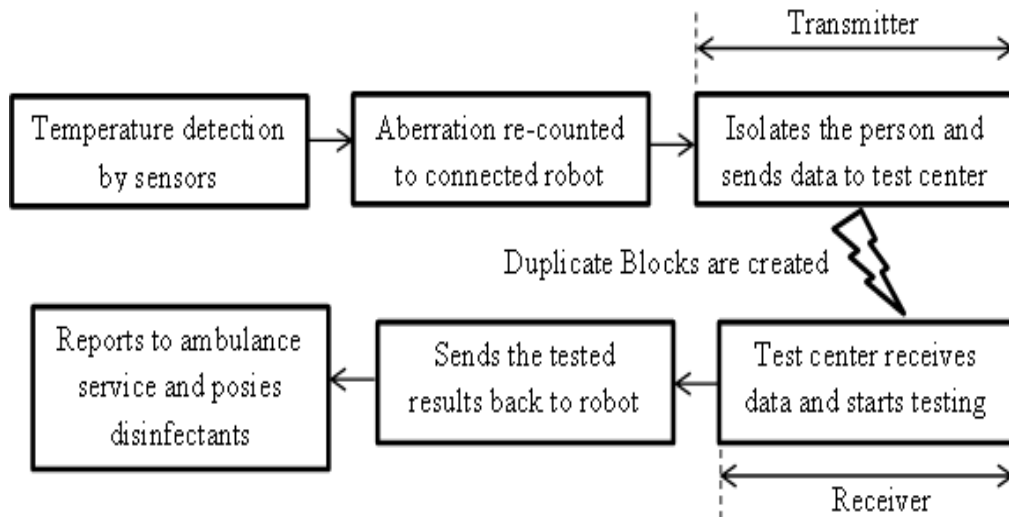 Transmitter
Temperature detection
by sensors
Aberration re-counted
to connected robot
Isolates the person and
sends data to test center
Duplicate Blocks are created
Reports to ambulance
service and posies
disinfectants
Sends the tested
results back to robot
Test center receives
data and starts testing
Receiver